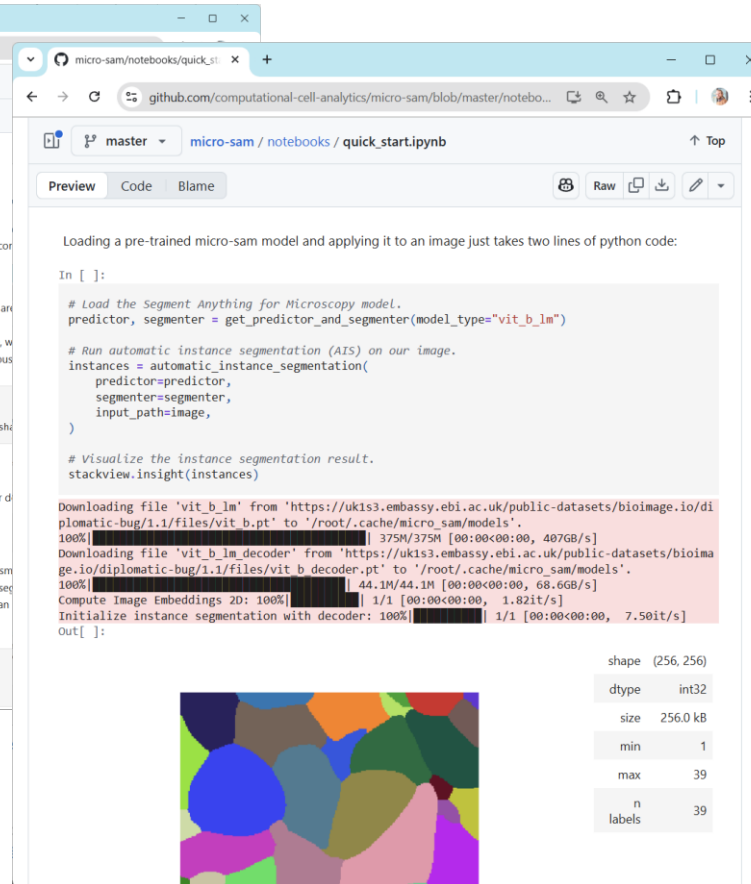 micro-sam/notebooks/quick_st
github.com/computational-cell-analytics/micro-sam/blob/master/notebo...
master
micro-sam / notebooks / quick_start.ipynb
Top
Preview
Code
Blame
Raw
Loading a pre-trained micro-sam model and applying it to an image just takes two lines of python code:
In [ ]:
# Load the Segment Anything for Microscopy model.
predictor, segmenter = get_predictor_and_segmenter(model_type="vit_b_lm")
# Run automatic instance segmentation (AIS) on our image.
instances = automatic_instance_segmentation(
predictor=predictor,
segmenter=segmenter,
input_path=image,
)
# Visualize the instance segmentation result.
stackview.insight(instances)
Downloading file 'vit_b_lm' from 'https://uk1s3.embassy.ebi.ac.uk/public-datasets/bioimage.io/di
plomatic-bug/1.1/files/vit_b.pt' to '/root/.cache/micro_sam/models'.
100%| | 375M/375M [00:00<00:00, 407GB/s]
Downloading file 'vit_b_lm_decoder' from 'https://uk1s3.embassy.ebi.ac.uk/public-datasets/bioima
ge.io/diplomatic-bug/1.1/files/vit_b_decoder.pt' to '/root/.cache/micro_sam/models'.
100%| | 44.1M/44.1M [00:00<00:00, 68.6GB/s]
Compute Image Embeddings 2D: 100%| | 1/1 [00:00<00:00, 1.82it/s]
Initialize instance segmentation with decoder: 100%| | 1/1 [00:00<00:00, 7.50it/s]
Out[ ]:
shape (256, 256)
dtype int32
size 256.0 kB
min 1
max 39
n labels 39